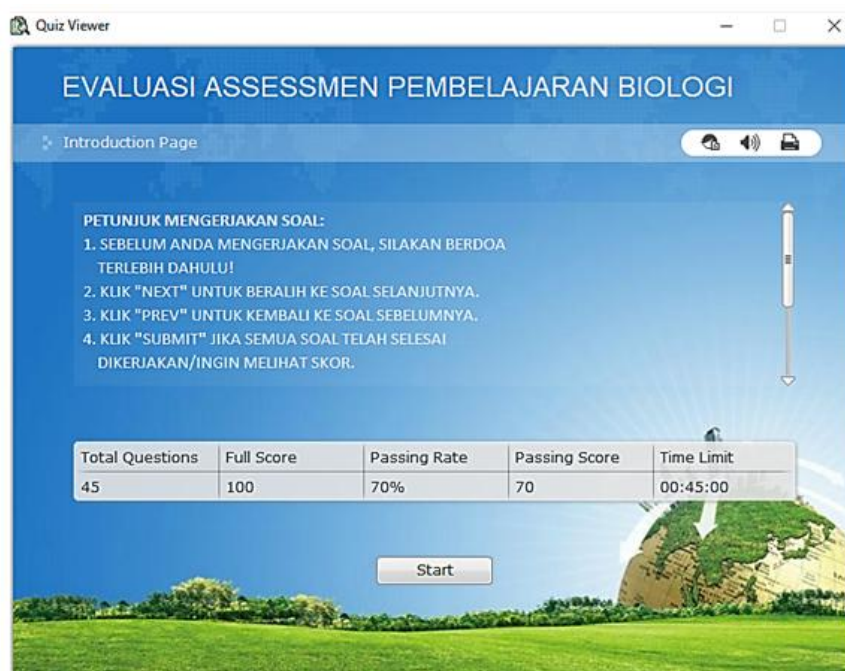 Quiz Viewer
EVALUASI ASSESSMEN PEMBELAJARAN BIOLOGI
Introduction Page
PETUNJUK MENGERJAKAN SOAL:
1. SEBELUM ANDA MENGERJAKAN SOAL, SILAKAN BERDOA
TERLEBIH DAHULU!
2. KLIK "NEXT" UNTUK BERALIH KE SOAL SELANJUTNYA.
3. KLIK "PREV" UNTUK KEMBALI KE SOAL SEBELUMNYA.
4. KLIK "SUBMIT" JIKA SEMUA SOAL TELAH SELESAI
DIKERJAKAN/INGIN MELIHAT SKOR.
Total Questions Full Score Passing Rate Passing Score Time Limit
45 100 70% 70 00:45:00
Start